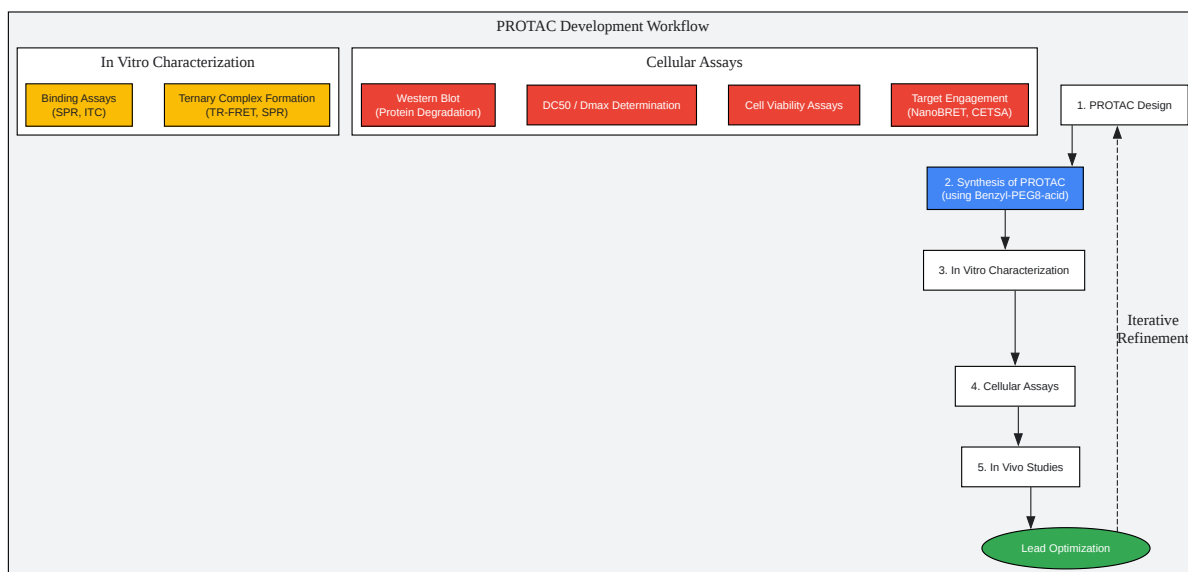 PROTAC Development Workflow
In Vitro Characterization
Binding Assays
(SPR, ITC)
Ternary Complex Formation
(TR-FRET, SPR)
Cellular Assays
Western Blot
(Protein Degradation)
DC50 / Dmax Determination
Cell Viability Assays
Target Engagement
(NanoBRET, CETSA)
1. PROTAC Design
2. Synthesis of PROTAC
(using Benzyl-PEG8-acid)
3. In Vitro Characterization
Iterative
Refinement
4. Cellular Assays
5. In Vivo Studies
Lead Optimization